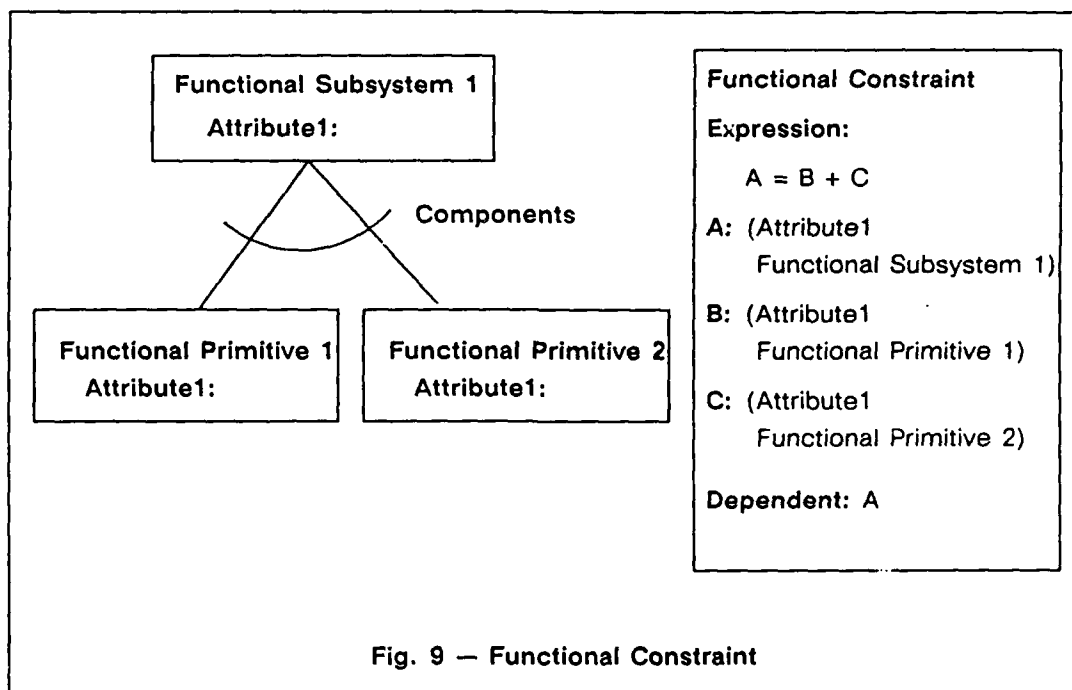 Functional Subsystem 1
Attribute1:
Components
Functional Primitive 1
Attribute1:
Functional Primitive 2
Attribute1:
Functional Constraint
Expression:
A = B + C
A: (Attribute1
Functional Subsystem 1)
B: (Attribute1
Functional Primitive 1)
C: (Attribute1
Functional Primitive 2)
Dependent: A
Fig. 9 — Functional Constraint